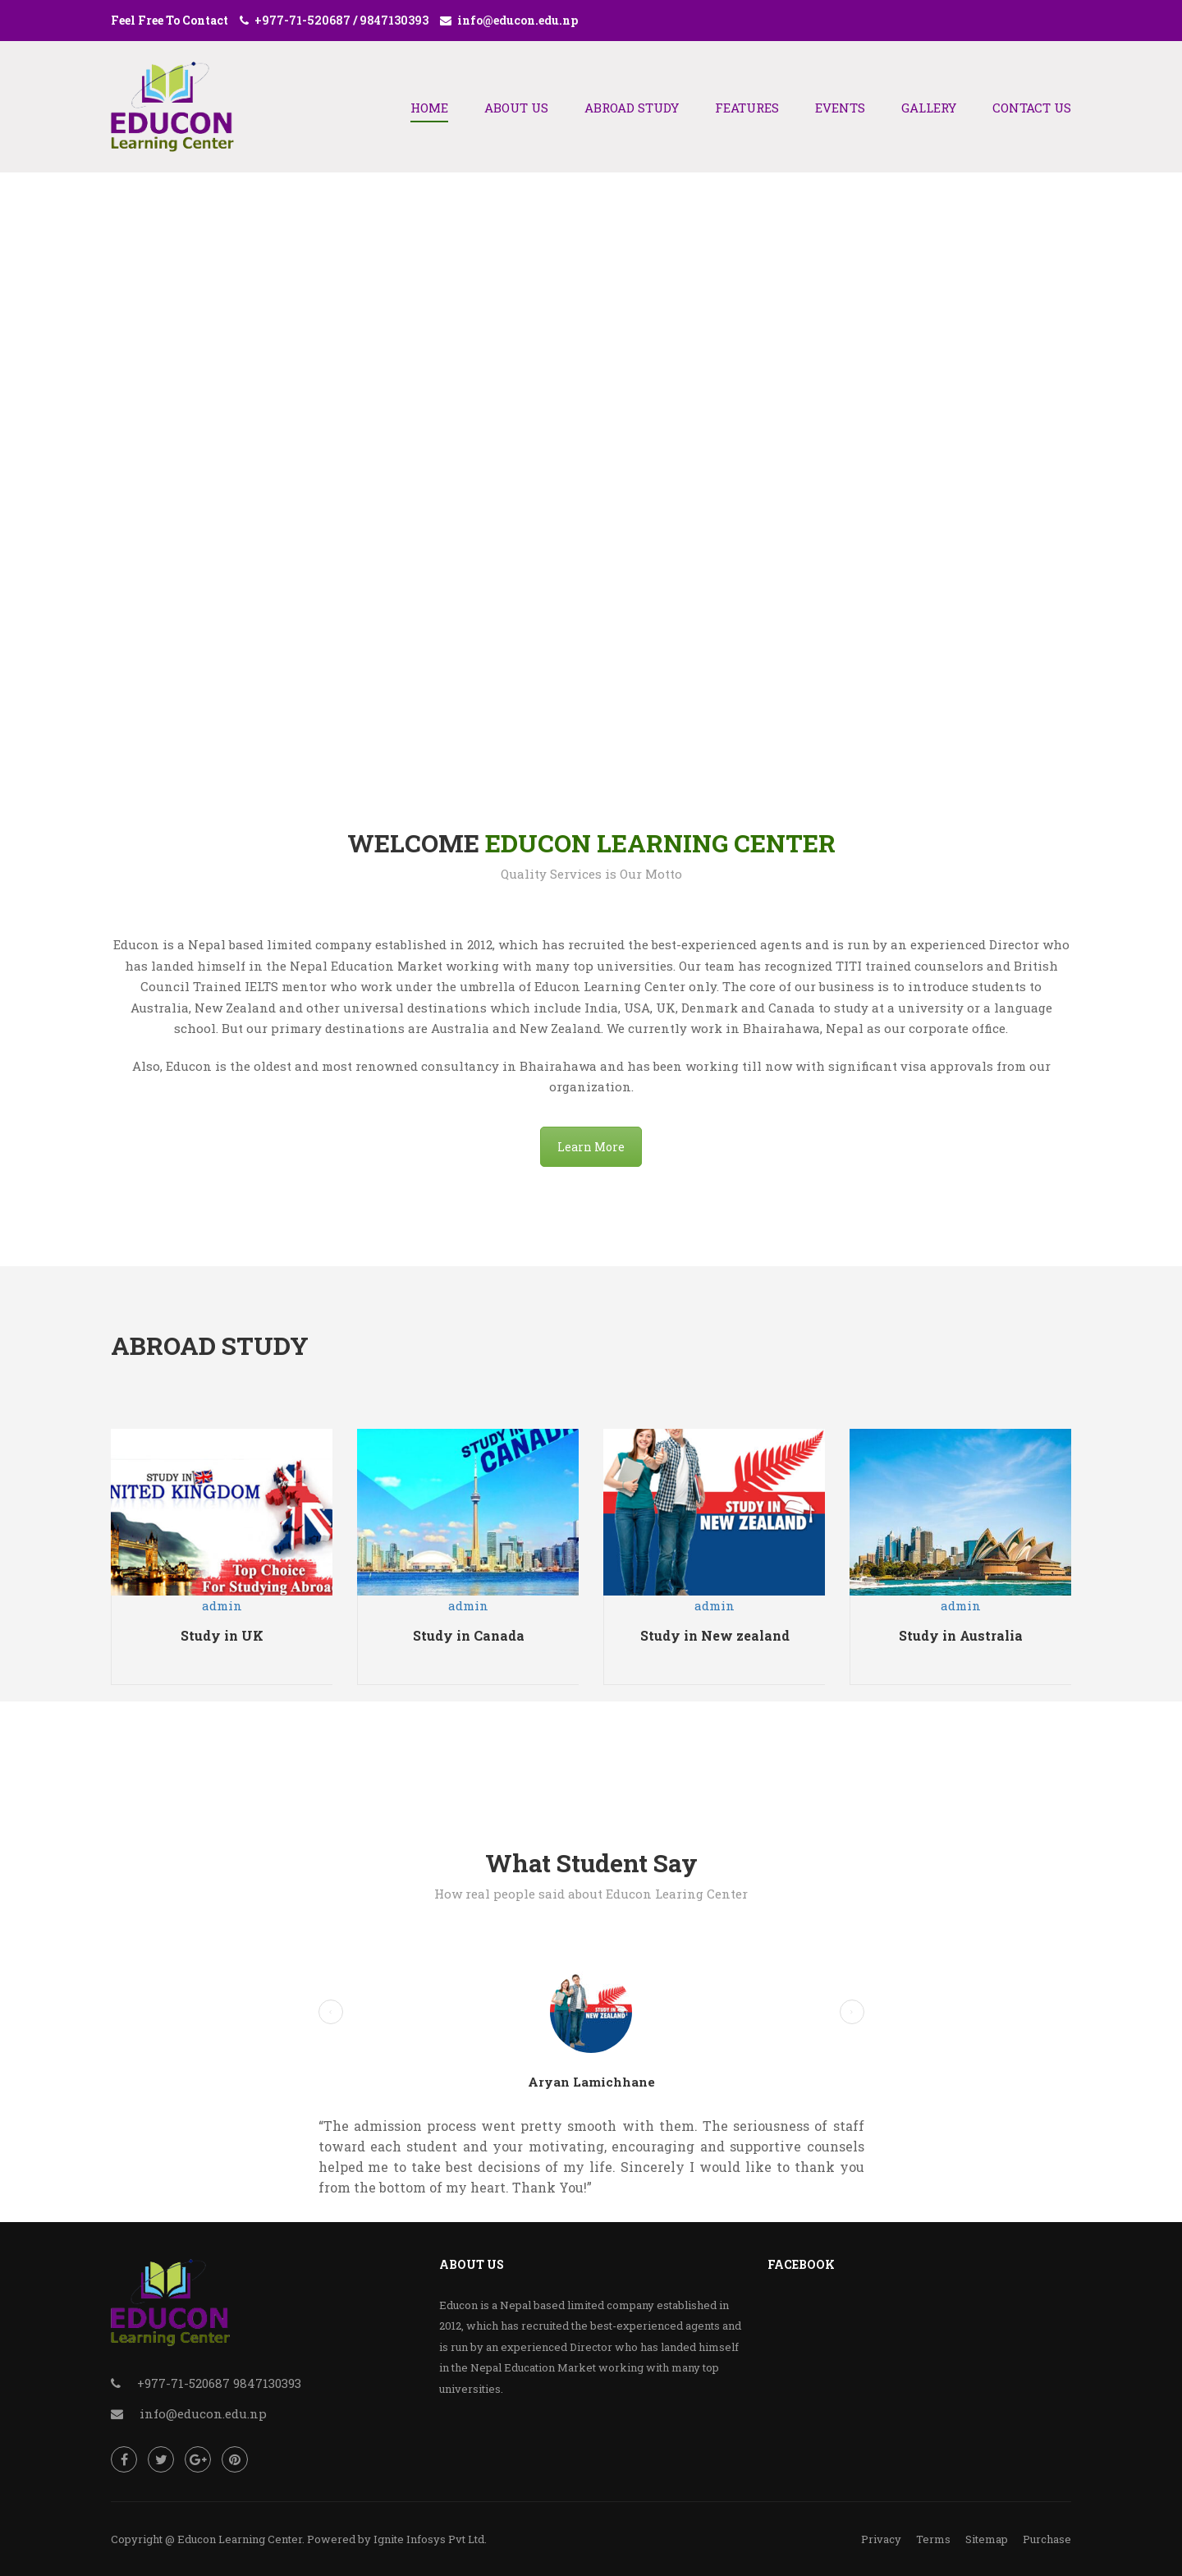 Feel Free To Contact +977-71-520687 / 9847130393 info@educon.edu.np
EDUCON
Learning Center
HOME ABOUT US ABROAD STUDY FEATURES EVENTS GALLERY CONTACT US
WELCOME EDUCON LEARNING CENTER
Quality Services is Our Motto
Educon is a Nepal based limited company established in 2012, which has recruited the best-experienced agents and is run by an experienced Director who
has landed himself in the Nepal Education Market working with many top universities. Our team has recognized TITI trained counselors and British
Council Trained IELTS mentor who work under the umbrella of Educon Learning Center only. The core of our business is to introduce students to
Australia, New Zealand and other universal destinations which include India, USA, UK, Denmark and Canada to study at a university or a language
school. But our primary destinations are Australia and New Zealand. We currently work in Bhairahawa, Nepal as our corporate office.
Also, Educon is the oldest and most renowned consultancy in Bhairahawa and has been working till now with significant visa approvals from our
organization.
Learn More
ABROAD STUDY
STUDY IN
NITED KINGDOM
Top Choice
For Studying Abroa
STUDY IN
CANADA
STUDY IN
NEW ZEALAND
admin admin admin admin
Study in UK Study in Canada Study in New zealand Study in Australia
What Student Say
How real people said about Educon Learing Center
STUDY IN
NEW ZEALAND
Aryan Lamichhane
“The admission process went pretty smooth with them. The seriousness of staff
toward each student and your motivating, encouraging and supportive counsels
helped me to take best decisions of my life. Sincerely I would like to thank you
from the bottom of my heart. Thank You!”
EDUCON
Learning Center
+977-71-520687 9847130393
info@educon.edu.np
ABOUT US
Educon is a Nepal based limited company established in
2012, which has recruited the best-experienced agents and
is run by an experienced Director who has landed himself
in the Nepal Education Market working with many top
universities.
FACEBOOK
Copyright @ Educon Learning Center. Powered by Ignite Infosys Pvt Ltd.
Privacy Terms Sitemap Purchase